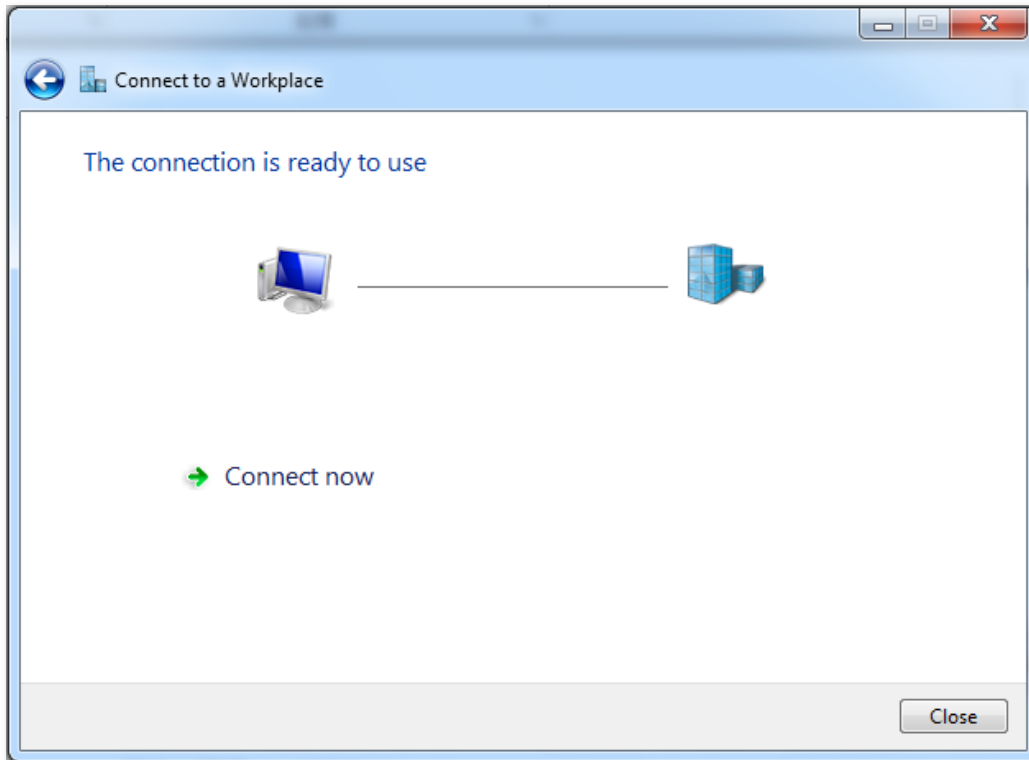 Connect to a Workplace
The connection is ready to use
Connect now
Close